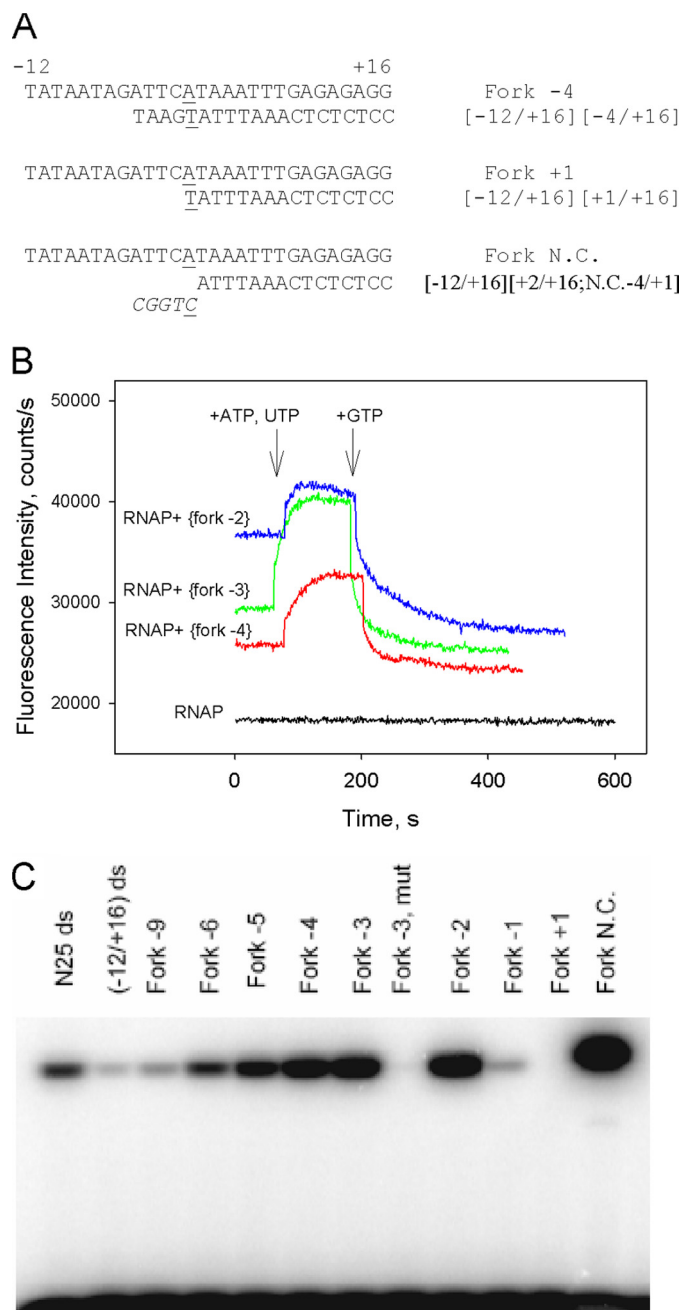 A
-12 +16
TATAATAGATTCATAAATTTGAGAGAGG Fork -4
TAAGTATTTAAACTCTCTCC [-12/+16][-4/+16]
TATAATAGATTCATAAATTTGAGAGAGG Fork +1
TATTTAAACTCTCTCC [-12/+16][+1/+16]
TATAATAGATTCATAAATTTGAGAGAGG Fork N.C.
ATTTAAACTCTCTCC [-12/+16][+2/+16;N.C.-4/+1]
CGGTC
B
50000
+ATP, UTP +GTP
40000
RNAP+ {fork -2}
RNAP+ {fork -3}
30000
RNAP+ {fork -4}
20000
RNAP
Fluorescence Intensity, counts/s
0 200 400 600
Time, s
C
N25 ds
(-12/+16) ds
Fork -9
Fork -6
Fork -5
Fork -4
Fork -3
Fork -3, mut
Fork -2
Fork -1
Fork +1
Fork N.C.